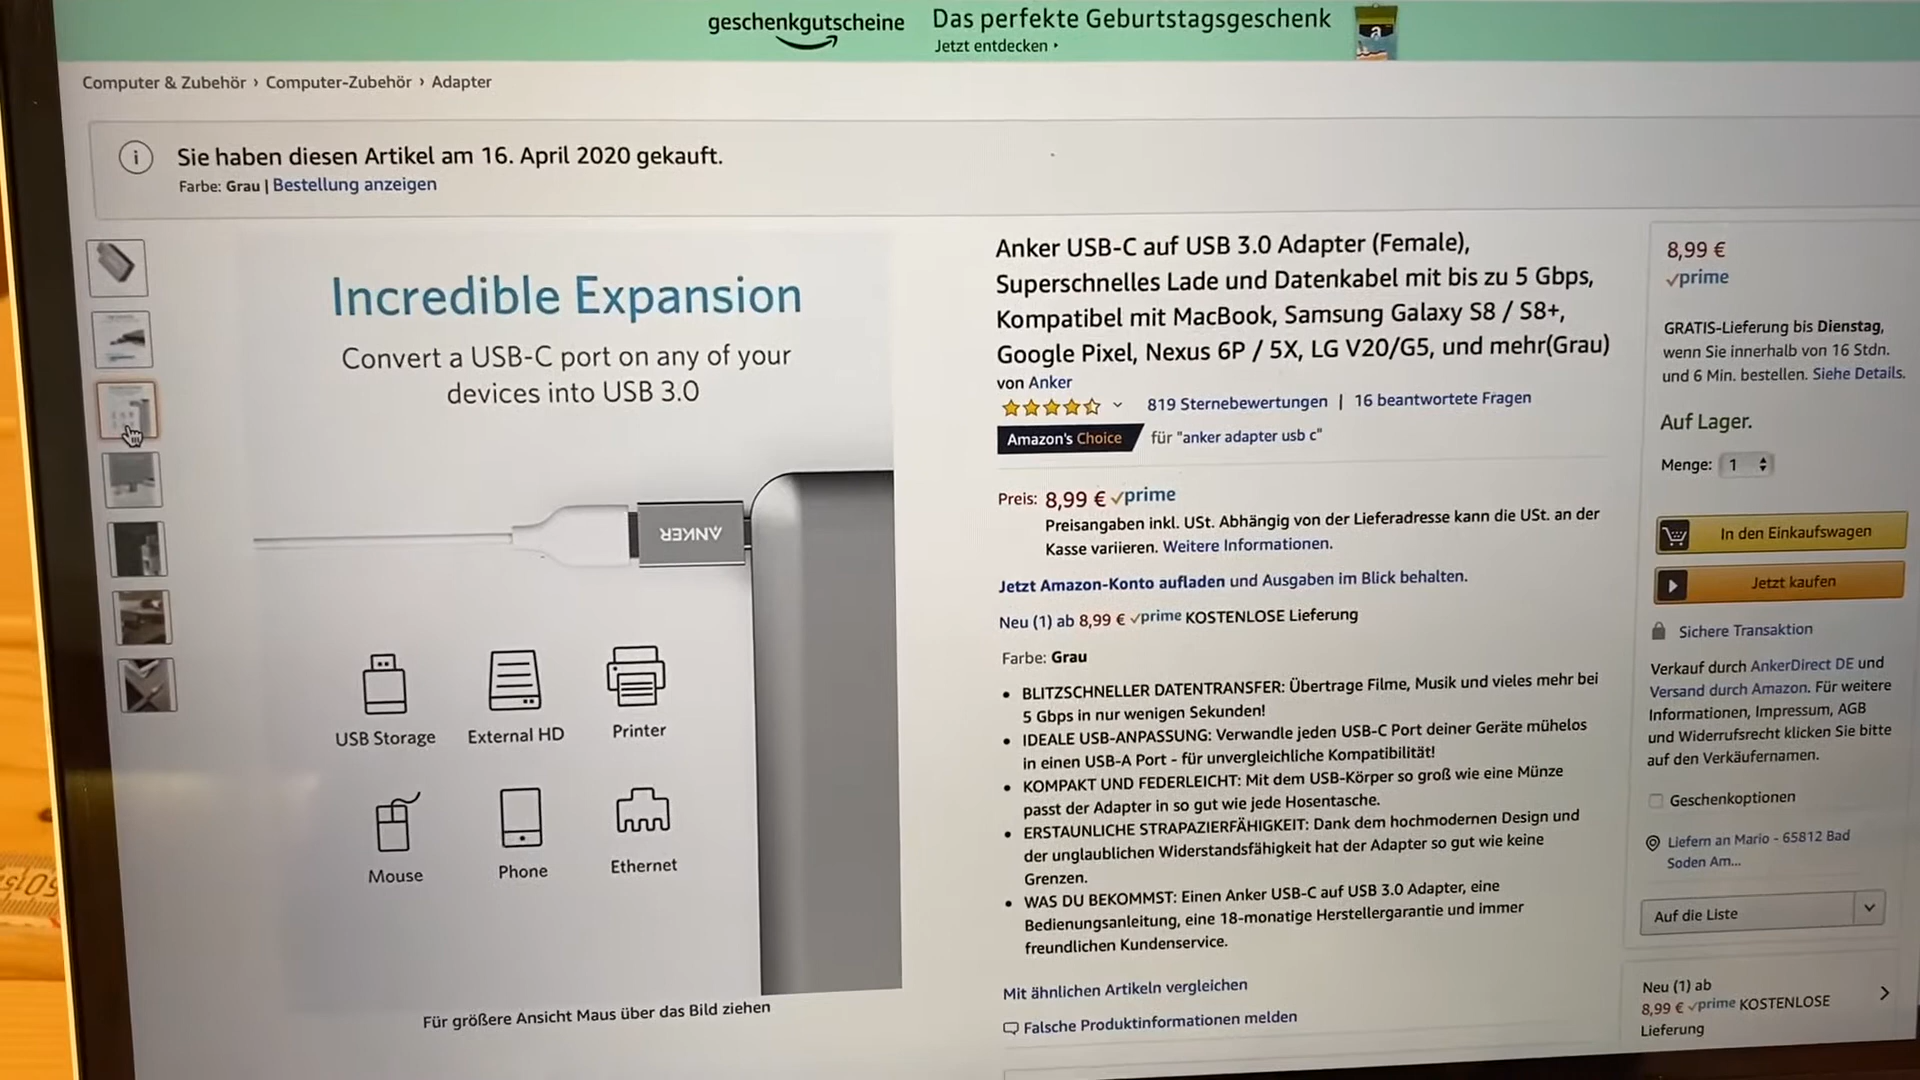 geschenkgutscheine
Das perfekte Geburtstagsgeschenk
Jetzt entdecken ›
a
Computer & Zubehör › Computer-Zubehör › Adapter
i
Sie haben diesen Artikel am 16. April 2020 gekauft.
Farbe: Grau | Bestellung anzeigen
Incredible Expansion
Convert a USB-C port on any of your
devices into USB 3.0
ANKER
USB Storage
External HD
Printer
Mouse
Phone
Ethernet
Für größere Ansicht Maus über das Bild ziehen
Anker USB-C auf USB 3.0 Adapter (Female),
Superschnelles Lade und Datenkabel mit bis zu 5 Gbps,
Kompatibel mit MacBook, Samsung Galaxy S8 / S8+,
Google Pixel, Nexus 6P / 5X, LG V20/G5, und mehr(Grau)
von Anker
819 Sternebewertungen | 16 beantwortete Fragen
Amazon's Choice für "anker adapter usb c"
Preis: 8,99 € prime
Preisangaben inkl. USt. Abhängig von der Lieferadresse kann die USt. an der
Kasse variieren. Weitere Informationen.
Jetzt Amazon-Konto aufladen und Ausgaben im Blick behalten.
Neu (1) ab 8,99 € prime KOSTENLOSE Lieferung
Farbe: Grau
• BLITZSCHNELLER DATENTRANSFER: Übertrage Filme, Musik und vieles mehr bei
5 Gbps in nur wenigen Sekunden!
• IDEALE USB-ANPASSUNG: Verwandle jeden USB-C Port deiner Geräte mühelos
in einen USB-A Port - für unvergleichliche Kompatibilität!
• KOMPAKT UND FEDERLEICHT: Mit dem USB-Körper so groß wie eine Münze
passt der Adapter in so gut wie jede Hosentasche.
• ERSTAUNLICHE STRAPAZIERFÄHIGKEIT: Dank dem hochmodernen Design und
der unglaublichen Widerstandsfähigkeit hat der Adapter so gut wie keine
Grenzen.
• WAS DU BEKOMMST: Einen Anker USB-C auf USB 3.0 Adapter, eine
Bedienungsanleitung, eine 18-monatige Herstellergarantie und immer
freundlichen Kundenservice.
Mit ähnlichen Artikeln vergleichen
Falsche Produktinformationen melden
8,99 €
prime
GRATIS-Lieferung bis Dienstag,
wenn Sie innerhalb von 16 Stdn.
und 6 Min. bestellen. Siehe Details.
Auf Lager.
Menge: 1
In den Einkaufswagen
Jetzt kaufen
Sichere Transaktion
Verkauf durch AnkerDirect DE und
Versand durch Amazon. Für weitere
Informationen, Impressum, AGB
und Widerrufsrecht klicken Sie bitte
auf den Verkäufernamen.
Geschenkoptionen
Liefern an Mario - 65812 Bad
Soden Am...
Auf die Liste
Neu (1) ab
8,99 € prime KOSTENLOSE
Lieferung